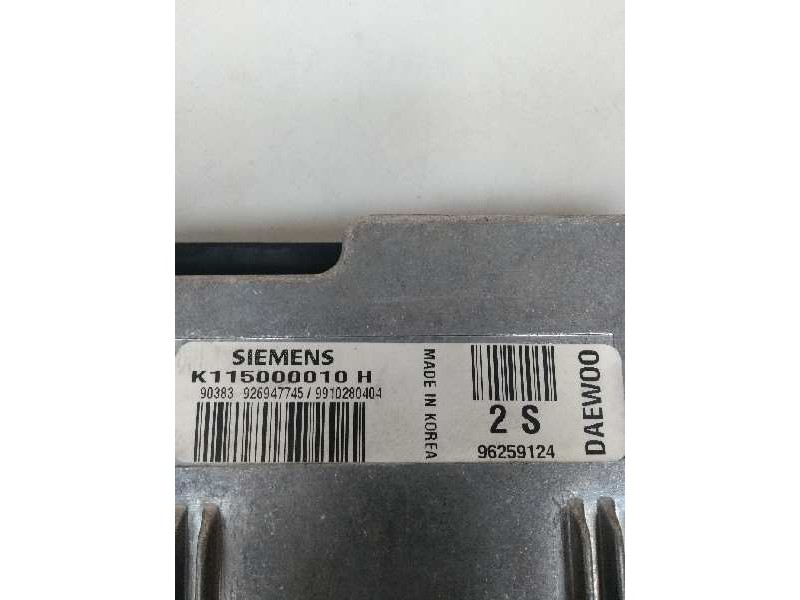 SIEMENS
K115000010 H
90383 926947745 / 9910280404
MADE IN KOREA
2 S
96259124
DAEWOO